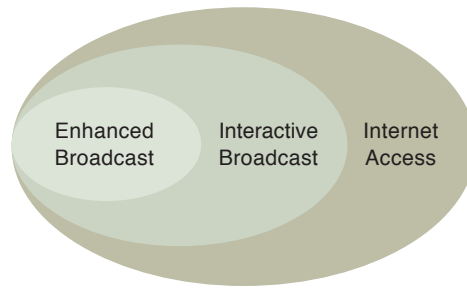 Enhanced
Broadcast
Interactive
Broadcast
Internet
Access